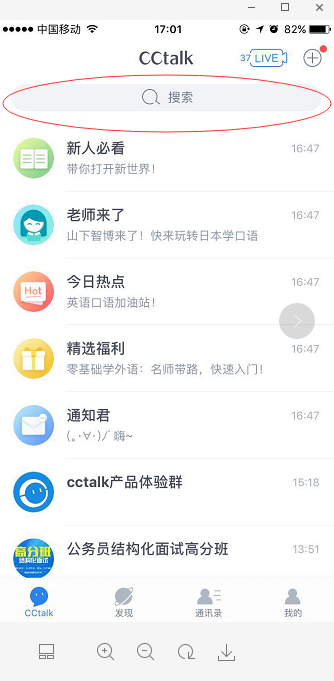 中国移动 17:01 82%
CCtalk 37 LIVE
搜索
新人必看 16:47
带你打开新世界！
老师来了 16:47
山下智博来了！快来玩转日本学口语
Hot
今日热点 16:47
英语口语加油站！
精选福利 16:47
零基础学外语：名师带路，快速入门！
通知君 16:47
(｡･∀･)ﾉﾞ嗨~
cctalk产品体验群 15:18
高分班
结构化面试
公务员结构化面试高分班 13:51
CCtalk 发现 通讯录 我的